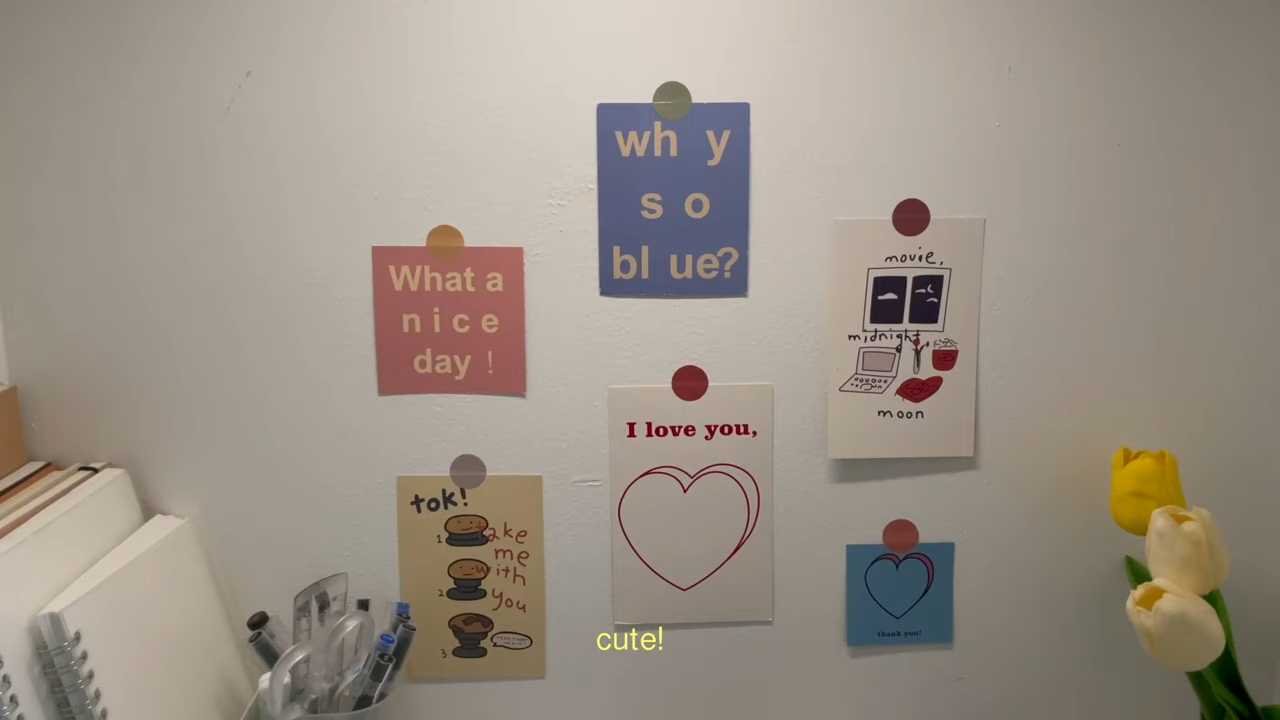 wh y
s o
bl ue?
What a
n i c e
day !
movie,
midnight
moon
I love you,
tok!
take
me
with
you
1
2
3
thank you!
cute!